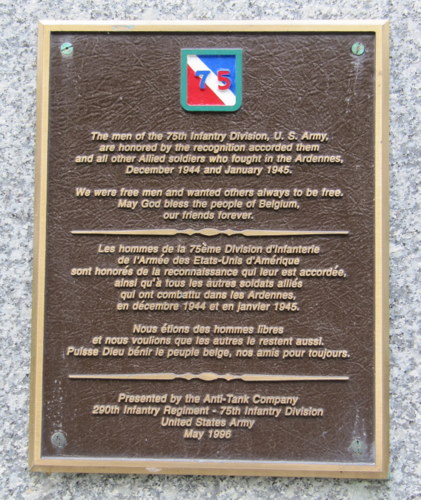 75
The men of the 75th Infantry Division, U. S. Army,
are honored by the recognition accorded them
and all other Allied soldiers who fought in the Ardennes,
December 1944 and January 1945.
We were free men and wanted others always to be free.
May God bless the people of Belgium,
our friends forever.
Les hommes de la 75ème Division d'Infanterie
de l'Armée des Etats-Unis d'Amérique
sont honorés de la reconnaissance qui leur est accordée,
ainsi qu'à tous les autres soldats alliés
qui ont combattu dans les Ardennes,
en décembre 1944 et en janvier 1945.
Nous étions des hommes libres
et nous voulions que les autres le restent aussi.
Puisse Dieu bénir le peuple belge, nos amis pour toujours.
Presented by the Anti-Tank Company
290th Infantry Regiment - 75th Infantry Division
United States Army
May 1996